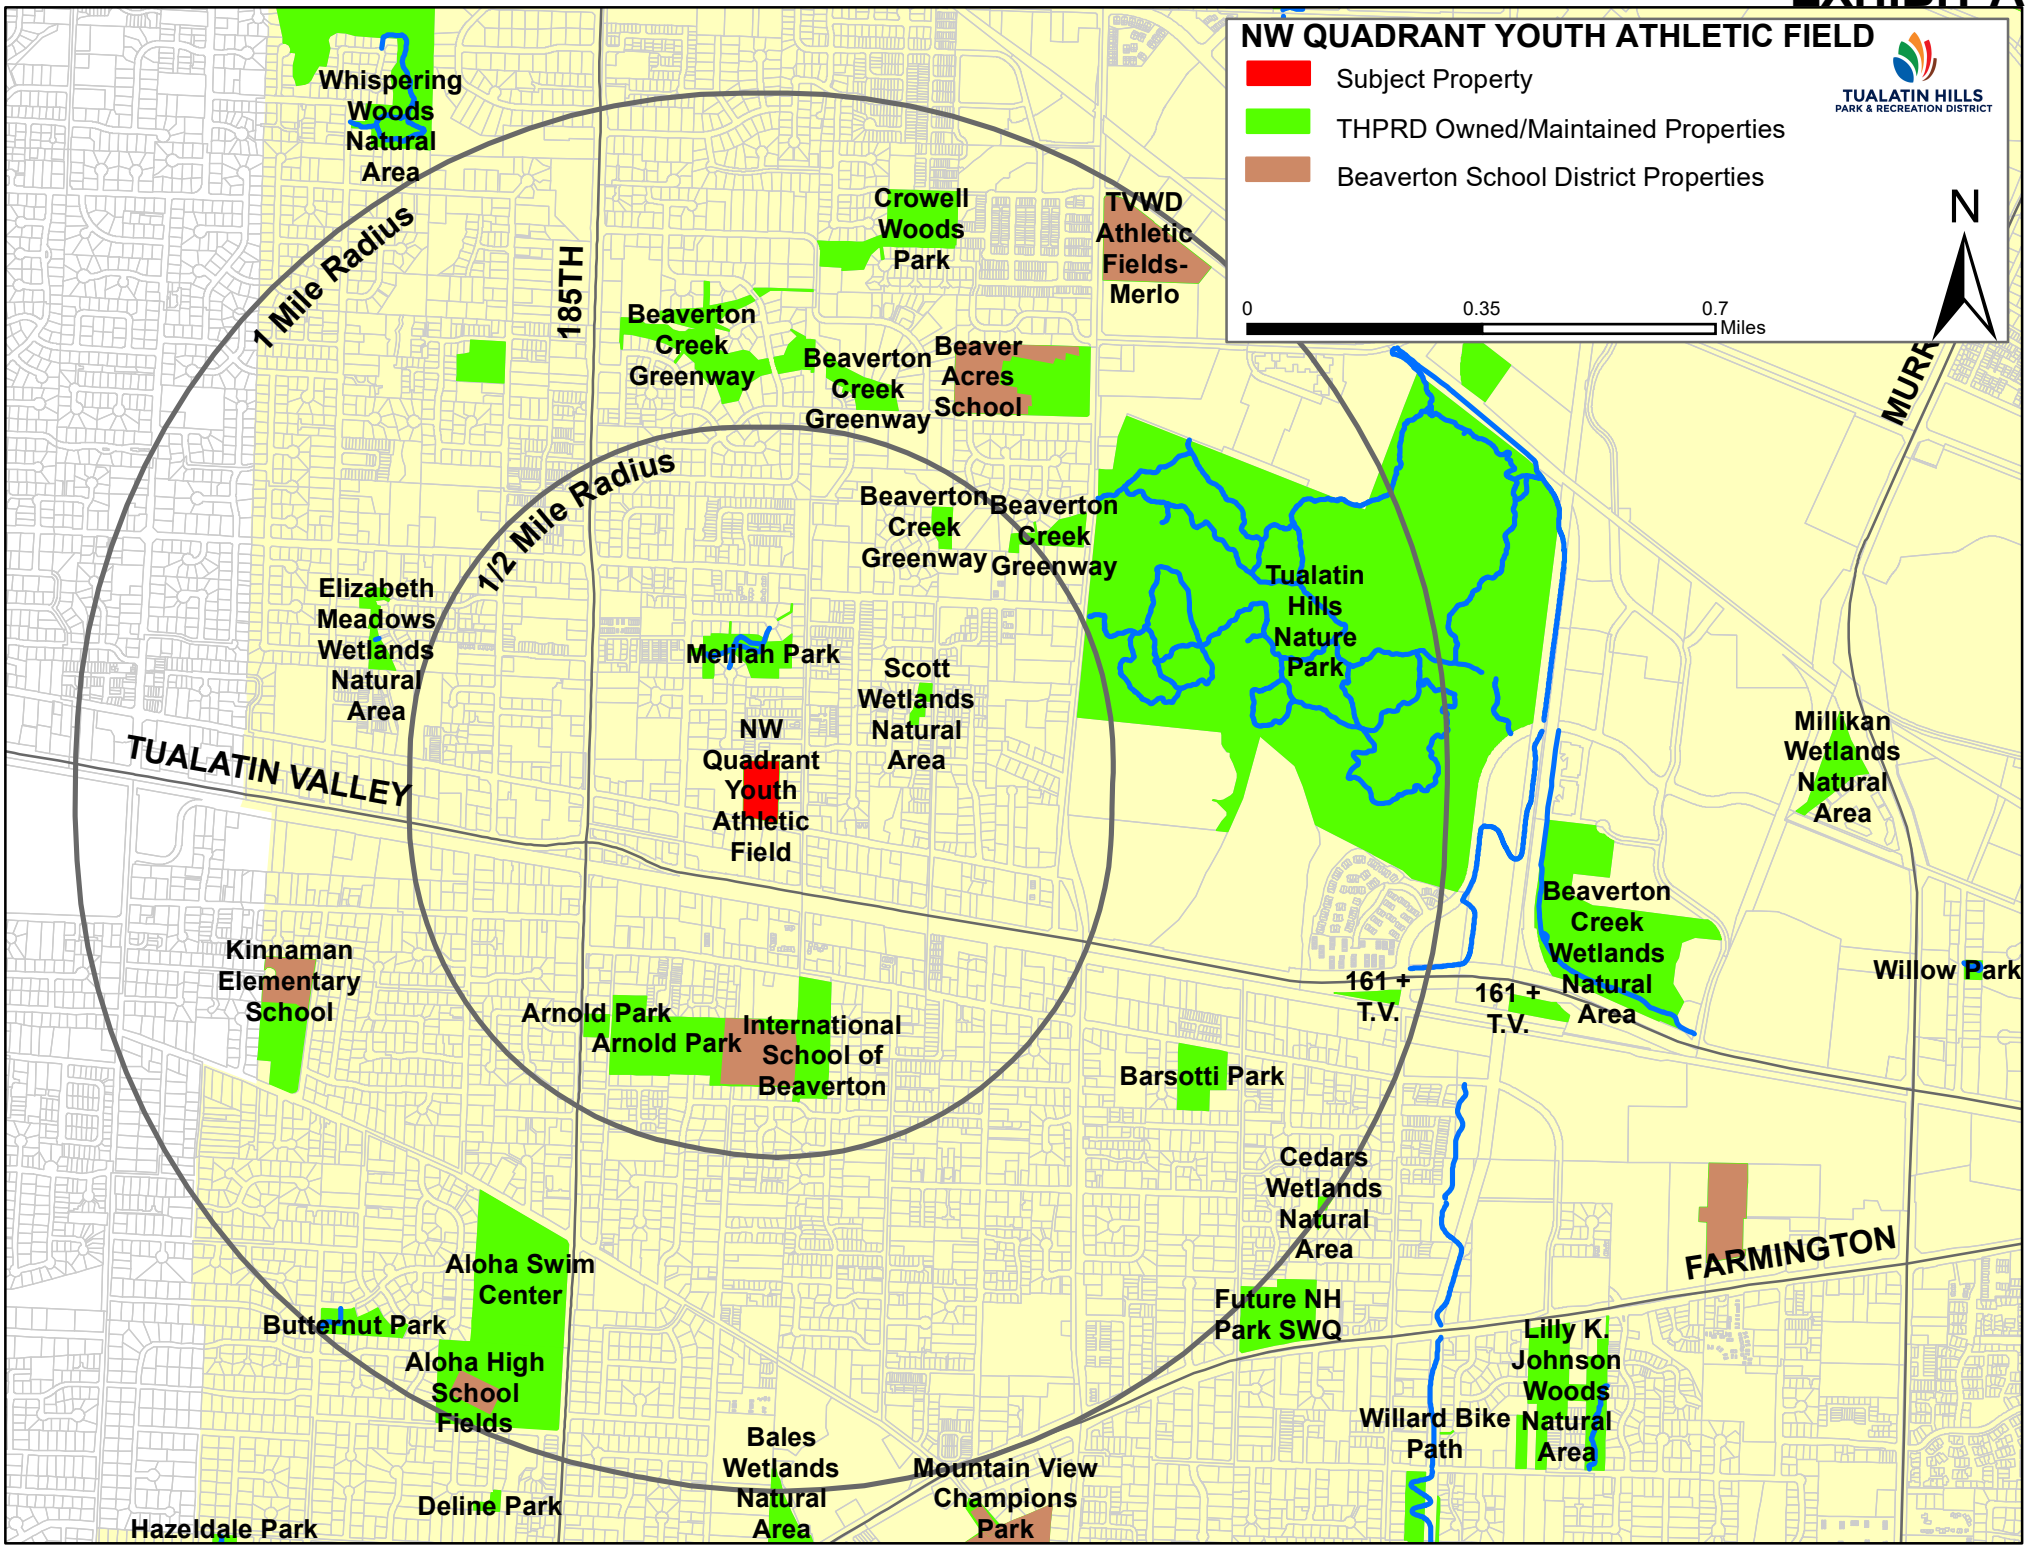 Exhibit A
NW QUADRANT YOUTH ATHLETIC FIELD
Subject Property
THPRD Owned/Maintained Properties
Beaverton School District Properties
TUALATIN HILLS
PARK & RECREATION DISTRICT
N
0 0.35 0.7
Miles
Whispering
Woods
Natural
Area
1 Mile Radius
185TH
Crowell
Woods
Park
TVWD
Athletic
Fields-
Merlo
Beaverton
Creek
Greenway
Beaverton
Creek
Greenway
Beaver
Acres
School
MURR
1/2 Mile Radius
Beaverton
Creek
Greenway
Beaverton
Creek
Greenway
Tualatin
Hills
Nature
Park
Elizabeth
Meadows
Wetlands
Natural
Area
Melilah Park
Scott
Wetlands
Natural
Area
NW
Quadrant
Youth
Athletic
Field
Millikan
Wetlands
Natural
Area
TUALATIN VALLEY
Beaverton
Creek
Wetlands
Natural
Area
Kinnaman
Elementary
School
Willow Park
161 +
T.V.
161 +
T.V.
Arnold Park
Arnold Park
International
School of
Beaverton
Barsotti Park
Cedars
Wetlands
Natural
Area
FARMINGTON
Aloha Swim
Center
Butternut Park
Future NH
Park SWQ
Lilly K.
Johnson
Woods
Natural
Area
Aloha High
School
Fields
Willard Bike
Path
Bales
Wetlands
Natural
Area
Mountain View
Champions
Park
Deline Park
Hazeldale Park